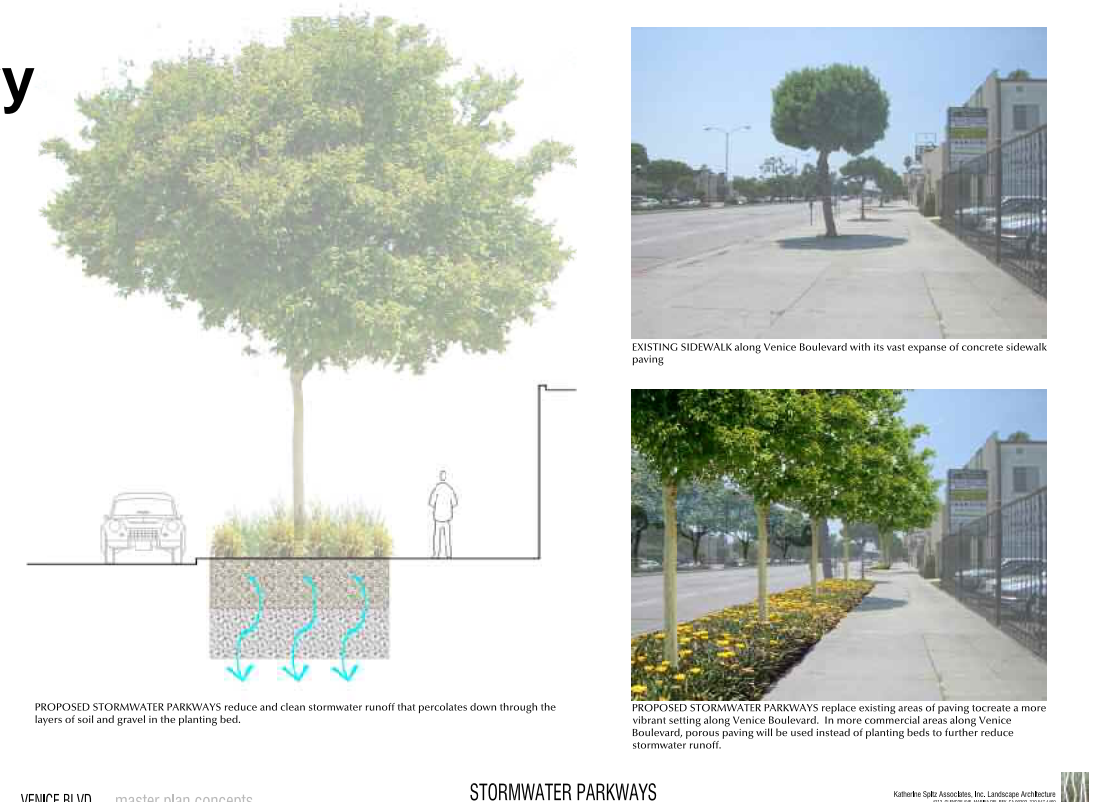 y
EXISTING SIDEWALK along Venice Boulevard with its vast expanse of concrete sidewalk
paving
PROPOSED STORMWATER PARKWAYS reduce and clean stormwater runoff that percolates down through the
layers of soil and gravel in the planting bed.
PROPOSED STORMWATER PARKWAYS replace existing areas of paving tocreate a more
vibrant setting along Venice Boulevard. In more commercial areas along Venice
Boulevard, porous paving will be used instead of planting beds to further reduce
stormwater runoff.
VENICE BLVD master plan concepts
STORMWATER PARKWAYS
Katherine Spitz Associates, Inc. Landscape Architecture